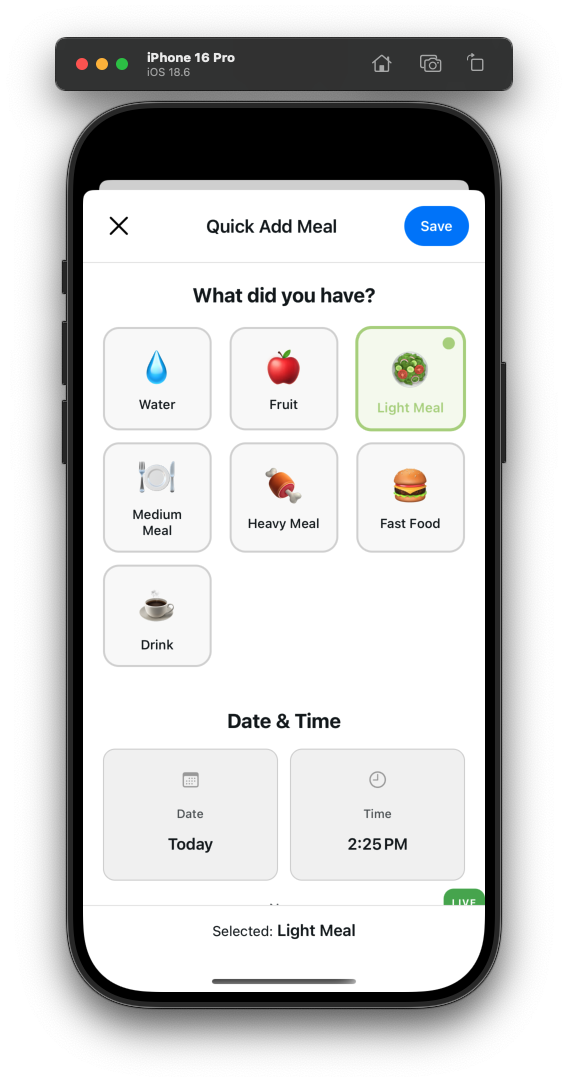 iPhone 16 Pro
iOS 18.6
Quick Add Meal
Save
What did you have?
Water
Fruit
Light Meal
Medium
Meal
Heavy Meal
Fast Food
Drink
Date & Time
Date
Time
Today
2:25 PM
LIVE
Selected: Light Meal